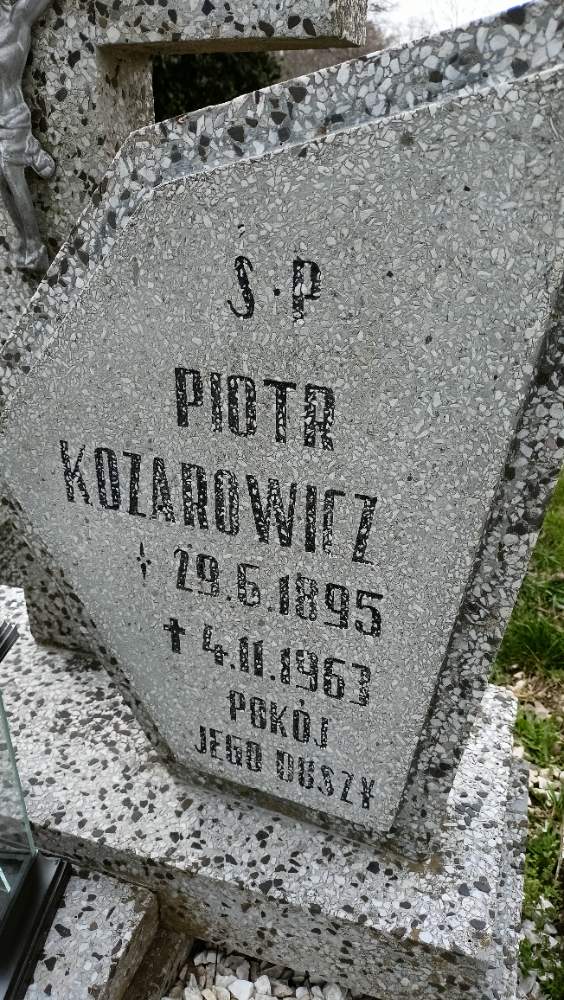 Ś.P
PIOTR
KOZAROWICZ
29.6.1895
4.11.1963
POKÓJ
JEGO DUSZY